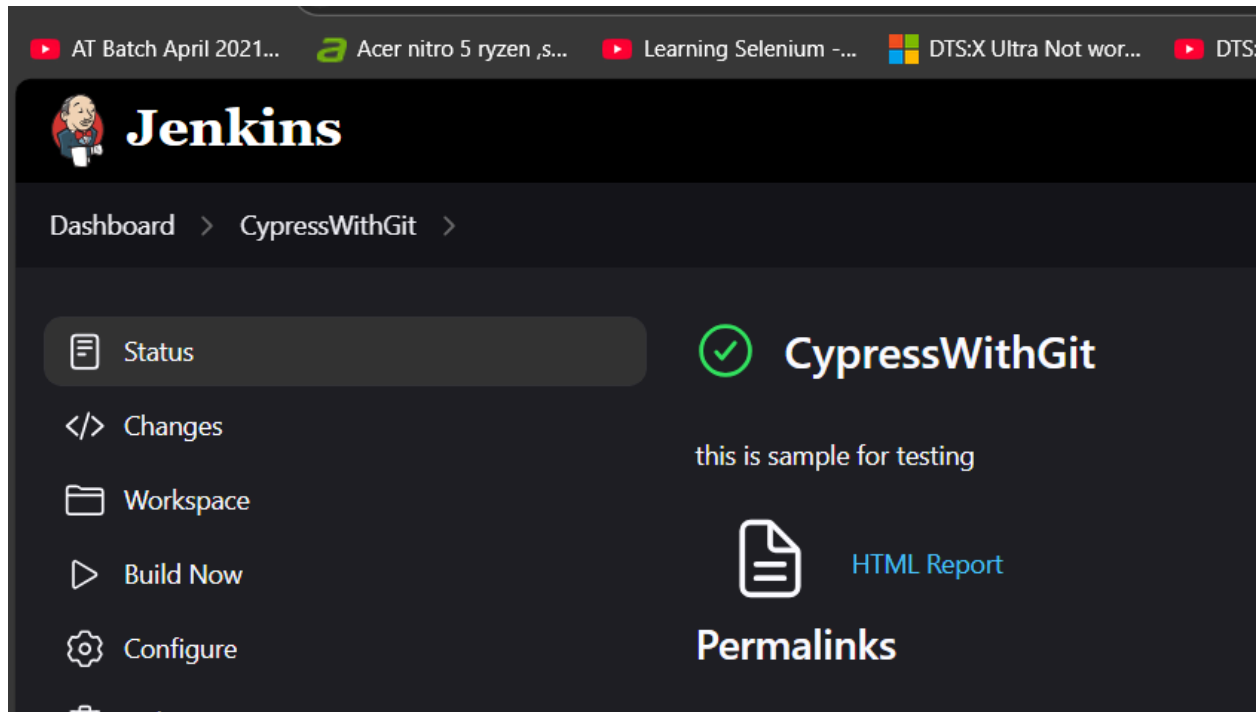 AT Batch April 2021... Acer nitro 5 ryzen ,s... Learning Selenium -... DTS:X Ultra Not wor... DTS:
Jenkins
Dashboard > CypressWithGit >
Status
Changes
Workspace
Build Now
Configure
CypressWithGit
this is sample for testing
HTML Report
Permalinks